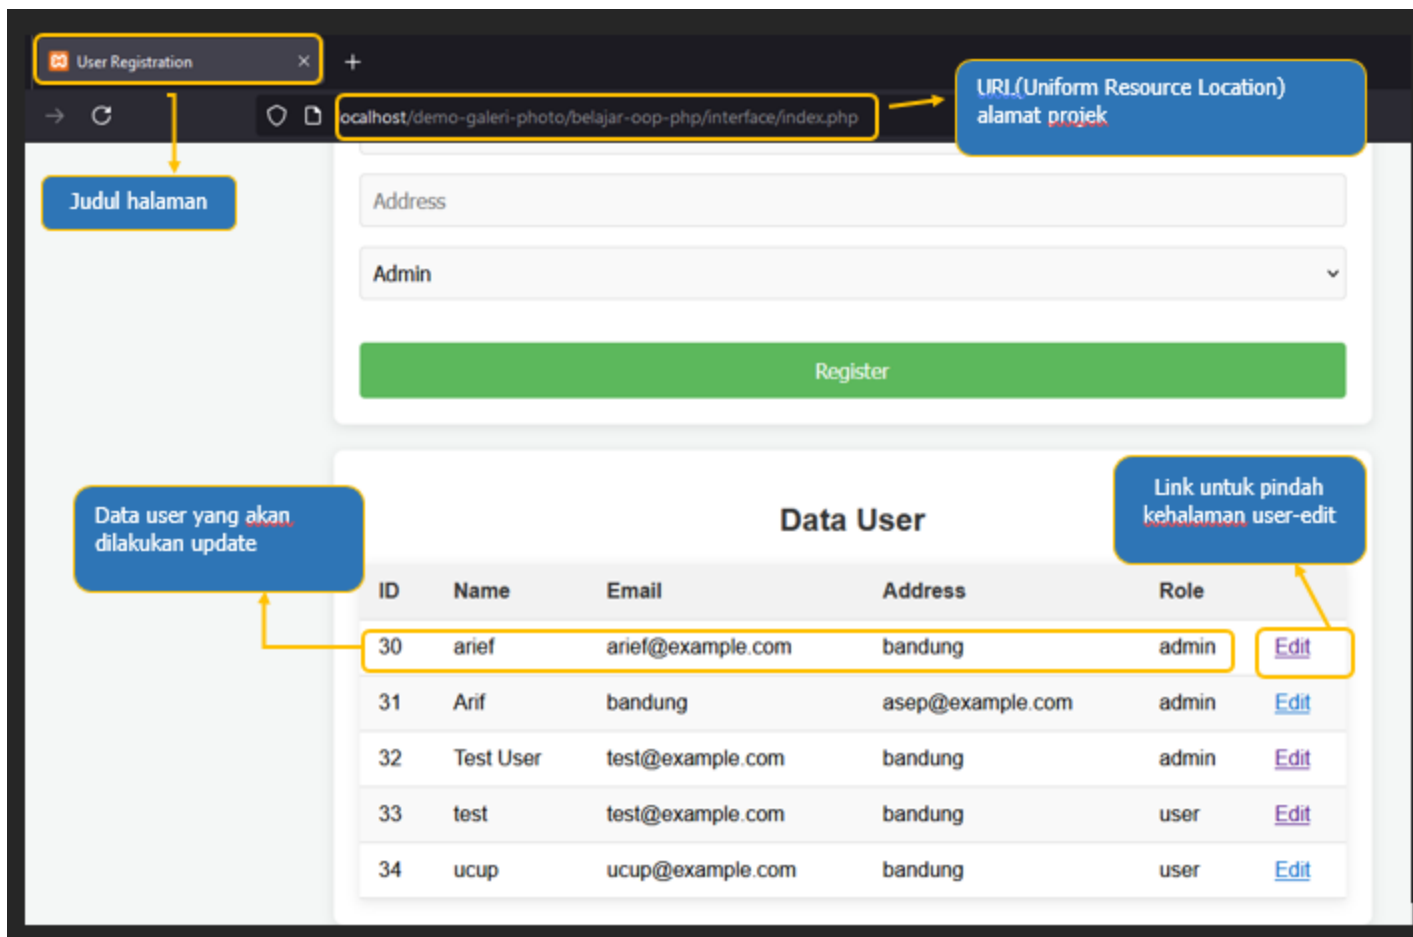 User Registration
URL(Uniform Resource Location)
alamat projek
ocalhost/demo-galeri-photo/belajar-oop-php/interface/index.php
Judul halaman
Address
Admin
Register
Data user yang akan
dilakukan update
Link untuk pindah
kehalaman user-edit
Data User
ID Name Email Address Role
30 arief arief@example.com bandung admin Edit
31 Arif bandung asep@example.com admin Edit
32 Test User test@example.com bandung admin Edit
33 test test@example.com bandung user Edit
34 ucup ucup@example.com bandung user Edit